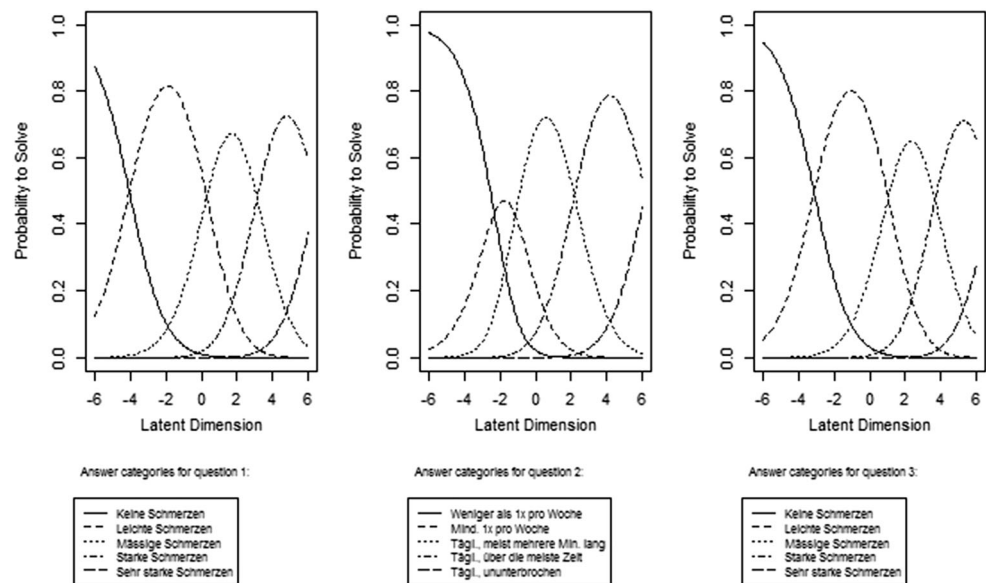 1.0
0.8
0.6
0.4
0.2
0.0
Probability to Solve
-6 -4 -2 0 2 4 6
Latent Dimension
Answer categories for question 1:
Keine Schmerzen
Leichte Schmerzen
Mässige Schmerzen
Starke Schmerzen
Sehr starke Schmerzen
1.0
0.8
0.6
0.4
0.2
0.0
Probability to Solve
-6 -4 -2 0 2 4 6
Latent Dimension
Answer categories for question 2:
Weniger als 1x pro Woche
Mind. 1x pro Woche
Tägl., meist mehrere Min. lang
Tägl., über die meiste Zeit
Tägl., ununterbrochen
1.0
0.8
0.6
0.4
0.2
0.0
Probability to Solve
-6 -4 -2 0 2 4 6
Latent Dimension
Answer categories for question 3:
Keine Schmerzen
Leichte Schmerzen
Mässige Schmerzen
Starke Schmerzen
Sehr starke Schmerzen